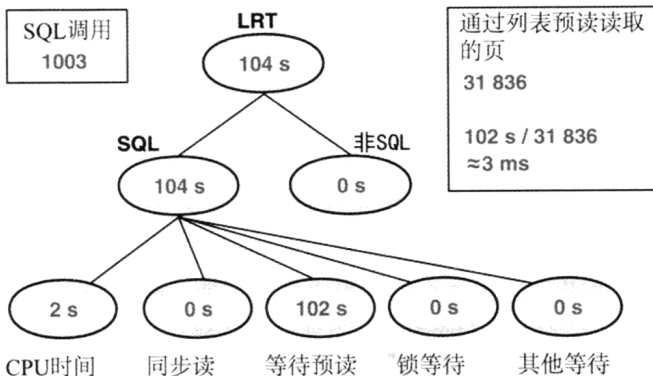 SQL调用
1003
LRT
104 s
通过列表预读读取
的页
31 836
102 s / 31 836
≈3 ms
SQL
非SQL
104 s
0 s
2 s
0 s
102 s
0 s
0 s
CPU时间
同步读
等待预读
锁等待
其他等待